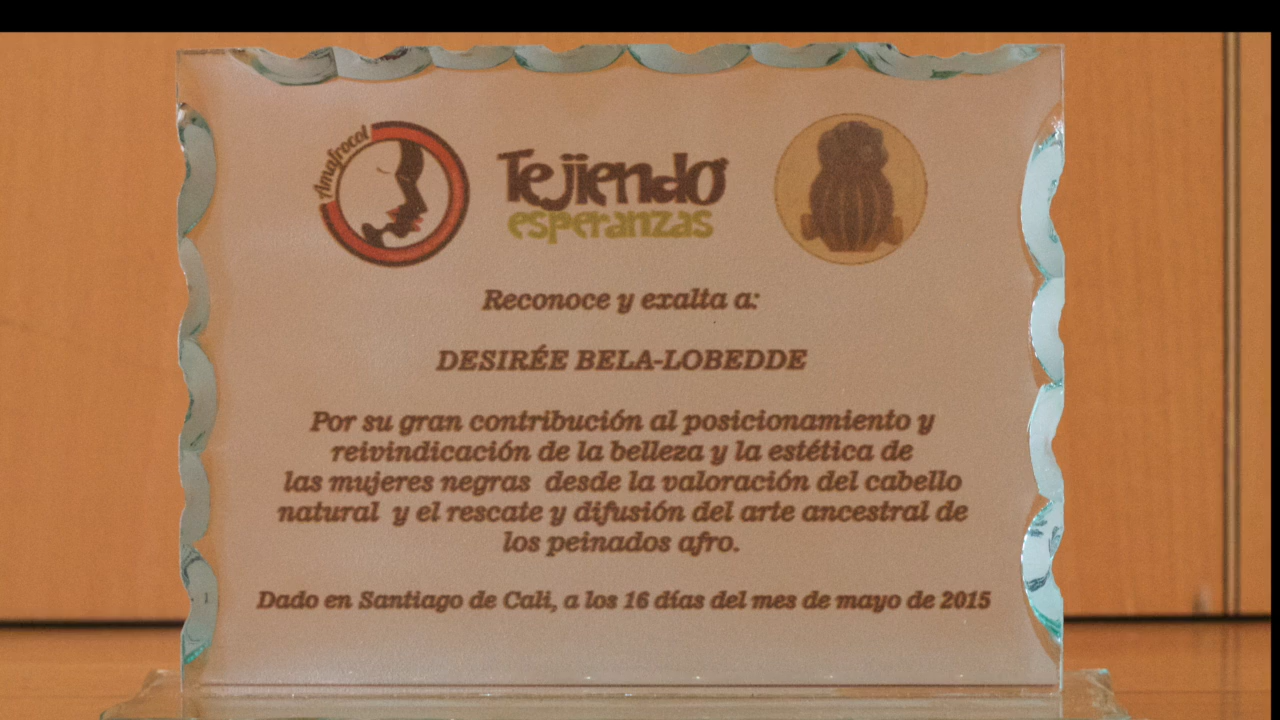 Amafrocol
Tejiendo
esperanzas
Reconoce y exalta a:
DESIRÉE BELA-LOBEDDE
Por su gran contribución al posicionamiento y
reivindicación de la belleza y la estética de
las mujeres negras desde la valoración del cabello
natural y el rescate y difusión del arte ancestral de
los peinados afro.
Dado en Santiago de Cali, a los 16 días del mes de mayo de 2015